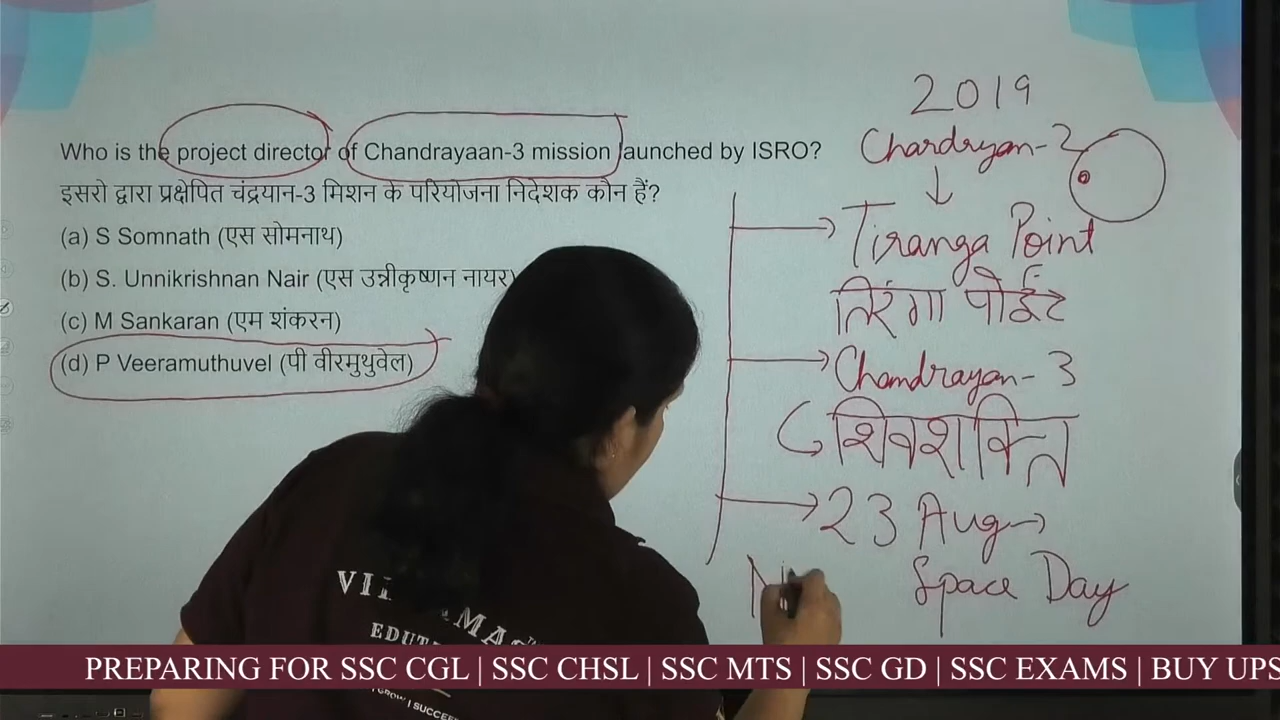 Who is the project director of Chandrayaan-3 mission launched by ISRO?
इसरो द्वारा प्रक्षेपित चंद्रयान-3 मिशन के परियोजना निदेशक कौन हैं?
(a) S Somnath (एस सोमनाथ)
(b) S. Unnikrishnan Nair (एस उन्नीकृष्णन नायर)
(c) M Sankaran (एम शंकरन)
(d) P Veeramuthuvel (पी वीरमुथुवेल)
2019
Chardryan-2
Tiranga Point
तिरंगा पोईंट
Chandrayan-3
शिवशक्ति
23 Aug
Space Day
PREPARING FOR SSC CGL | SSC CHSL | SSC MTS | SSC GD | SSC EXAMS | BUY UPS